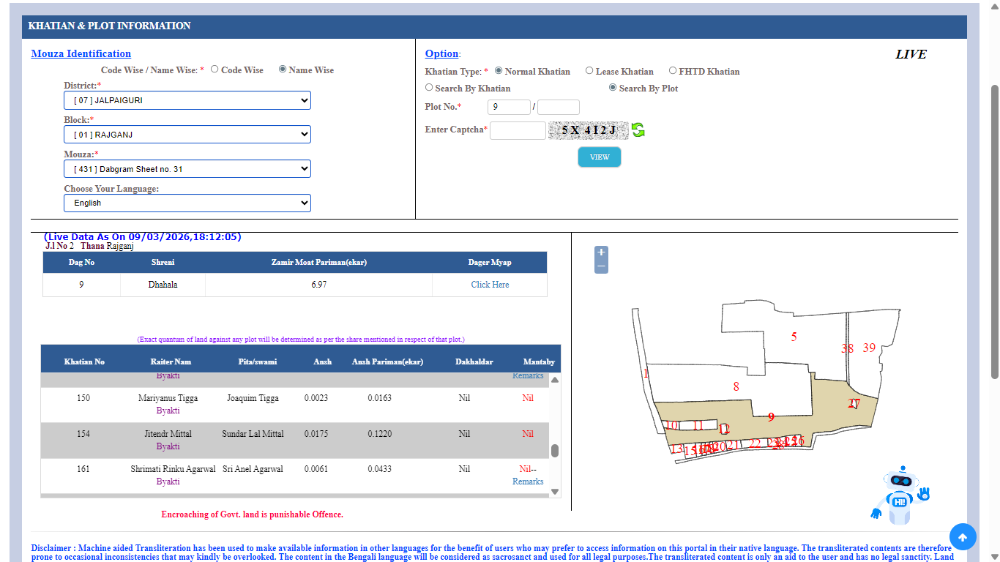 KHATIAN & PLOT INFORMATION
Mouza Identification
Code Wise / Name Wise: * Code Wise Name Wise
District:*
[ 07 ] JALPAIGURI
Block:*
[ 01 ] RAJGANJ
Mouza:*
[ 431 ] Dabgram Sheet no. 31
Choose Your Language:
English
Option:
LIVE
Khatian Type: * Normal Khatian Lease Khatian FHTD Khatian
Search By Khatian Search By Plot
Plot No.* 9 /
Enter Captcha* 5 X 4 I 2 J
VIEW
(Live Data As On 09/03/2026,18:12:05)
J.l No 2 Thana Rajganj
Dag No Shreni Zamir Moat Pariman(ekar) Dager Myap
9 Dhahala 6.97 Click Here
(Exact quantum of land against any plot will be determined as per the share mentioned in respect of that plot.)
Khatian No Raiter Nam Pita/swami Ansh Ansh Pariman(ekar) Dakhaldar Mantaby
Byakti Remarks
150 Mariyanus Tigga Joaquim Tigga 0.0023 0.0163 Nil Nil
Byakti
154 Jitendr Mittal Sundar Lal Mittal 0.0175 0.1220 Nil Nil
Byakti
161 Shrimati Rinku Agarwal Sri Anel Agarwal 0.0061 0.0433 Nil Nil--
Byakti Remarks
Encroaching of Govt. land is punishable Offence.
+
−
5
38 39
1
8
27
9
10 11 12
13 15 20 21 22 26
HI!
Disclaimer : Machine aided Transliteration has been used to make available information in other languages for the benefit of users who may prefer to access information on this portal in their native language. The transliterated contents are therefore
prone to occasional inconsistencies that may kindly be overlooked. The content in the Bengali language will be considered as sacrosanct and used for all legal purposes.The transliterated content is only an aid to the user and has no legal sanctity. Land